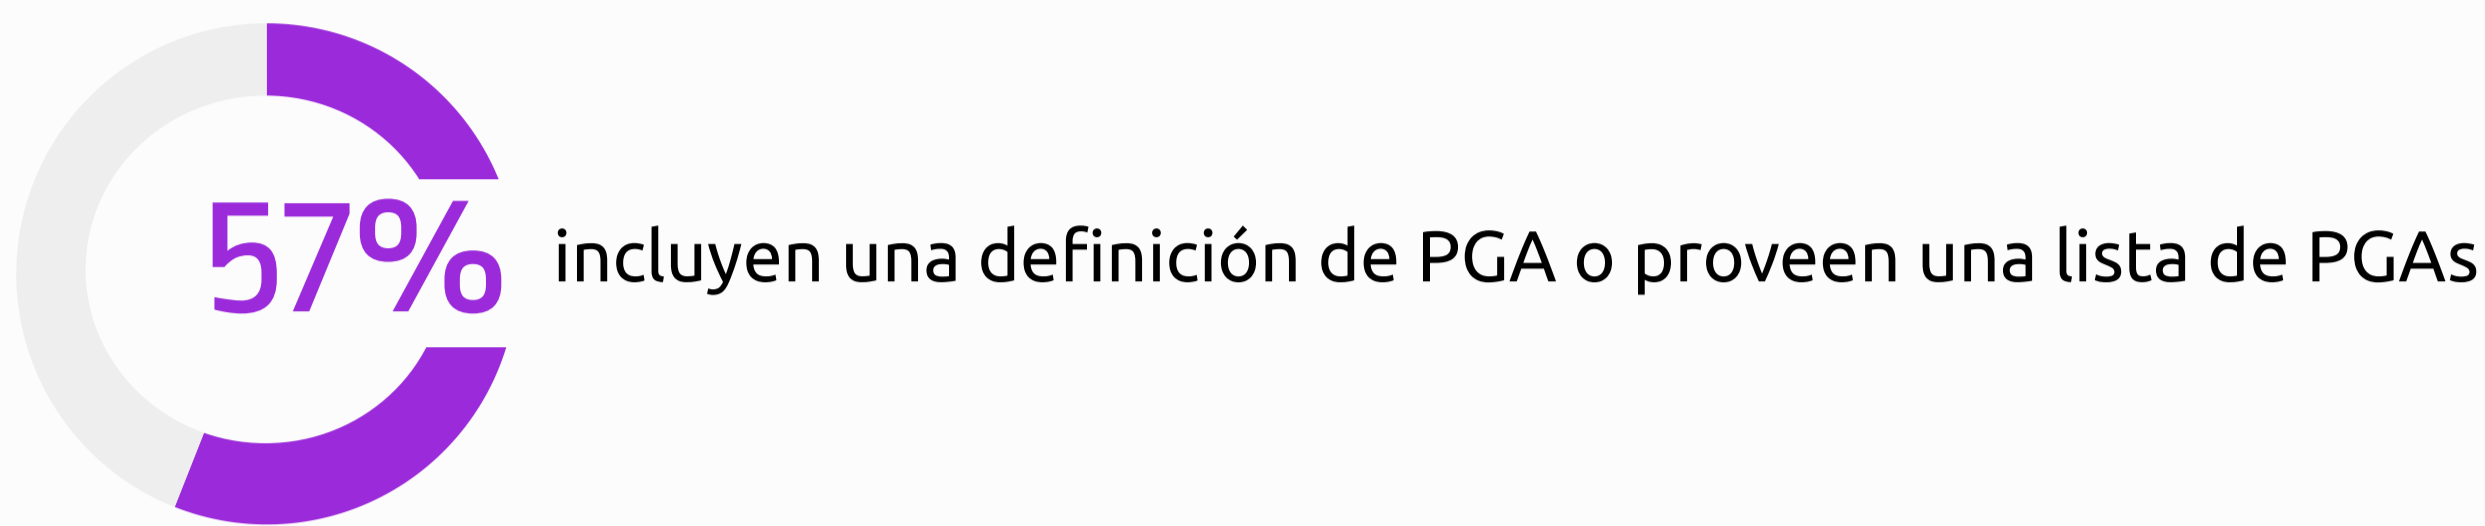 57% incluyen una definición de PGA o proveen una lista de PGAs